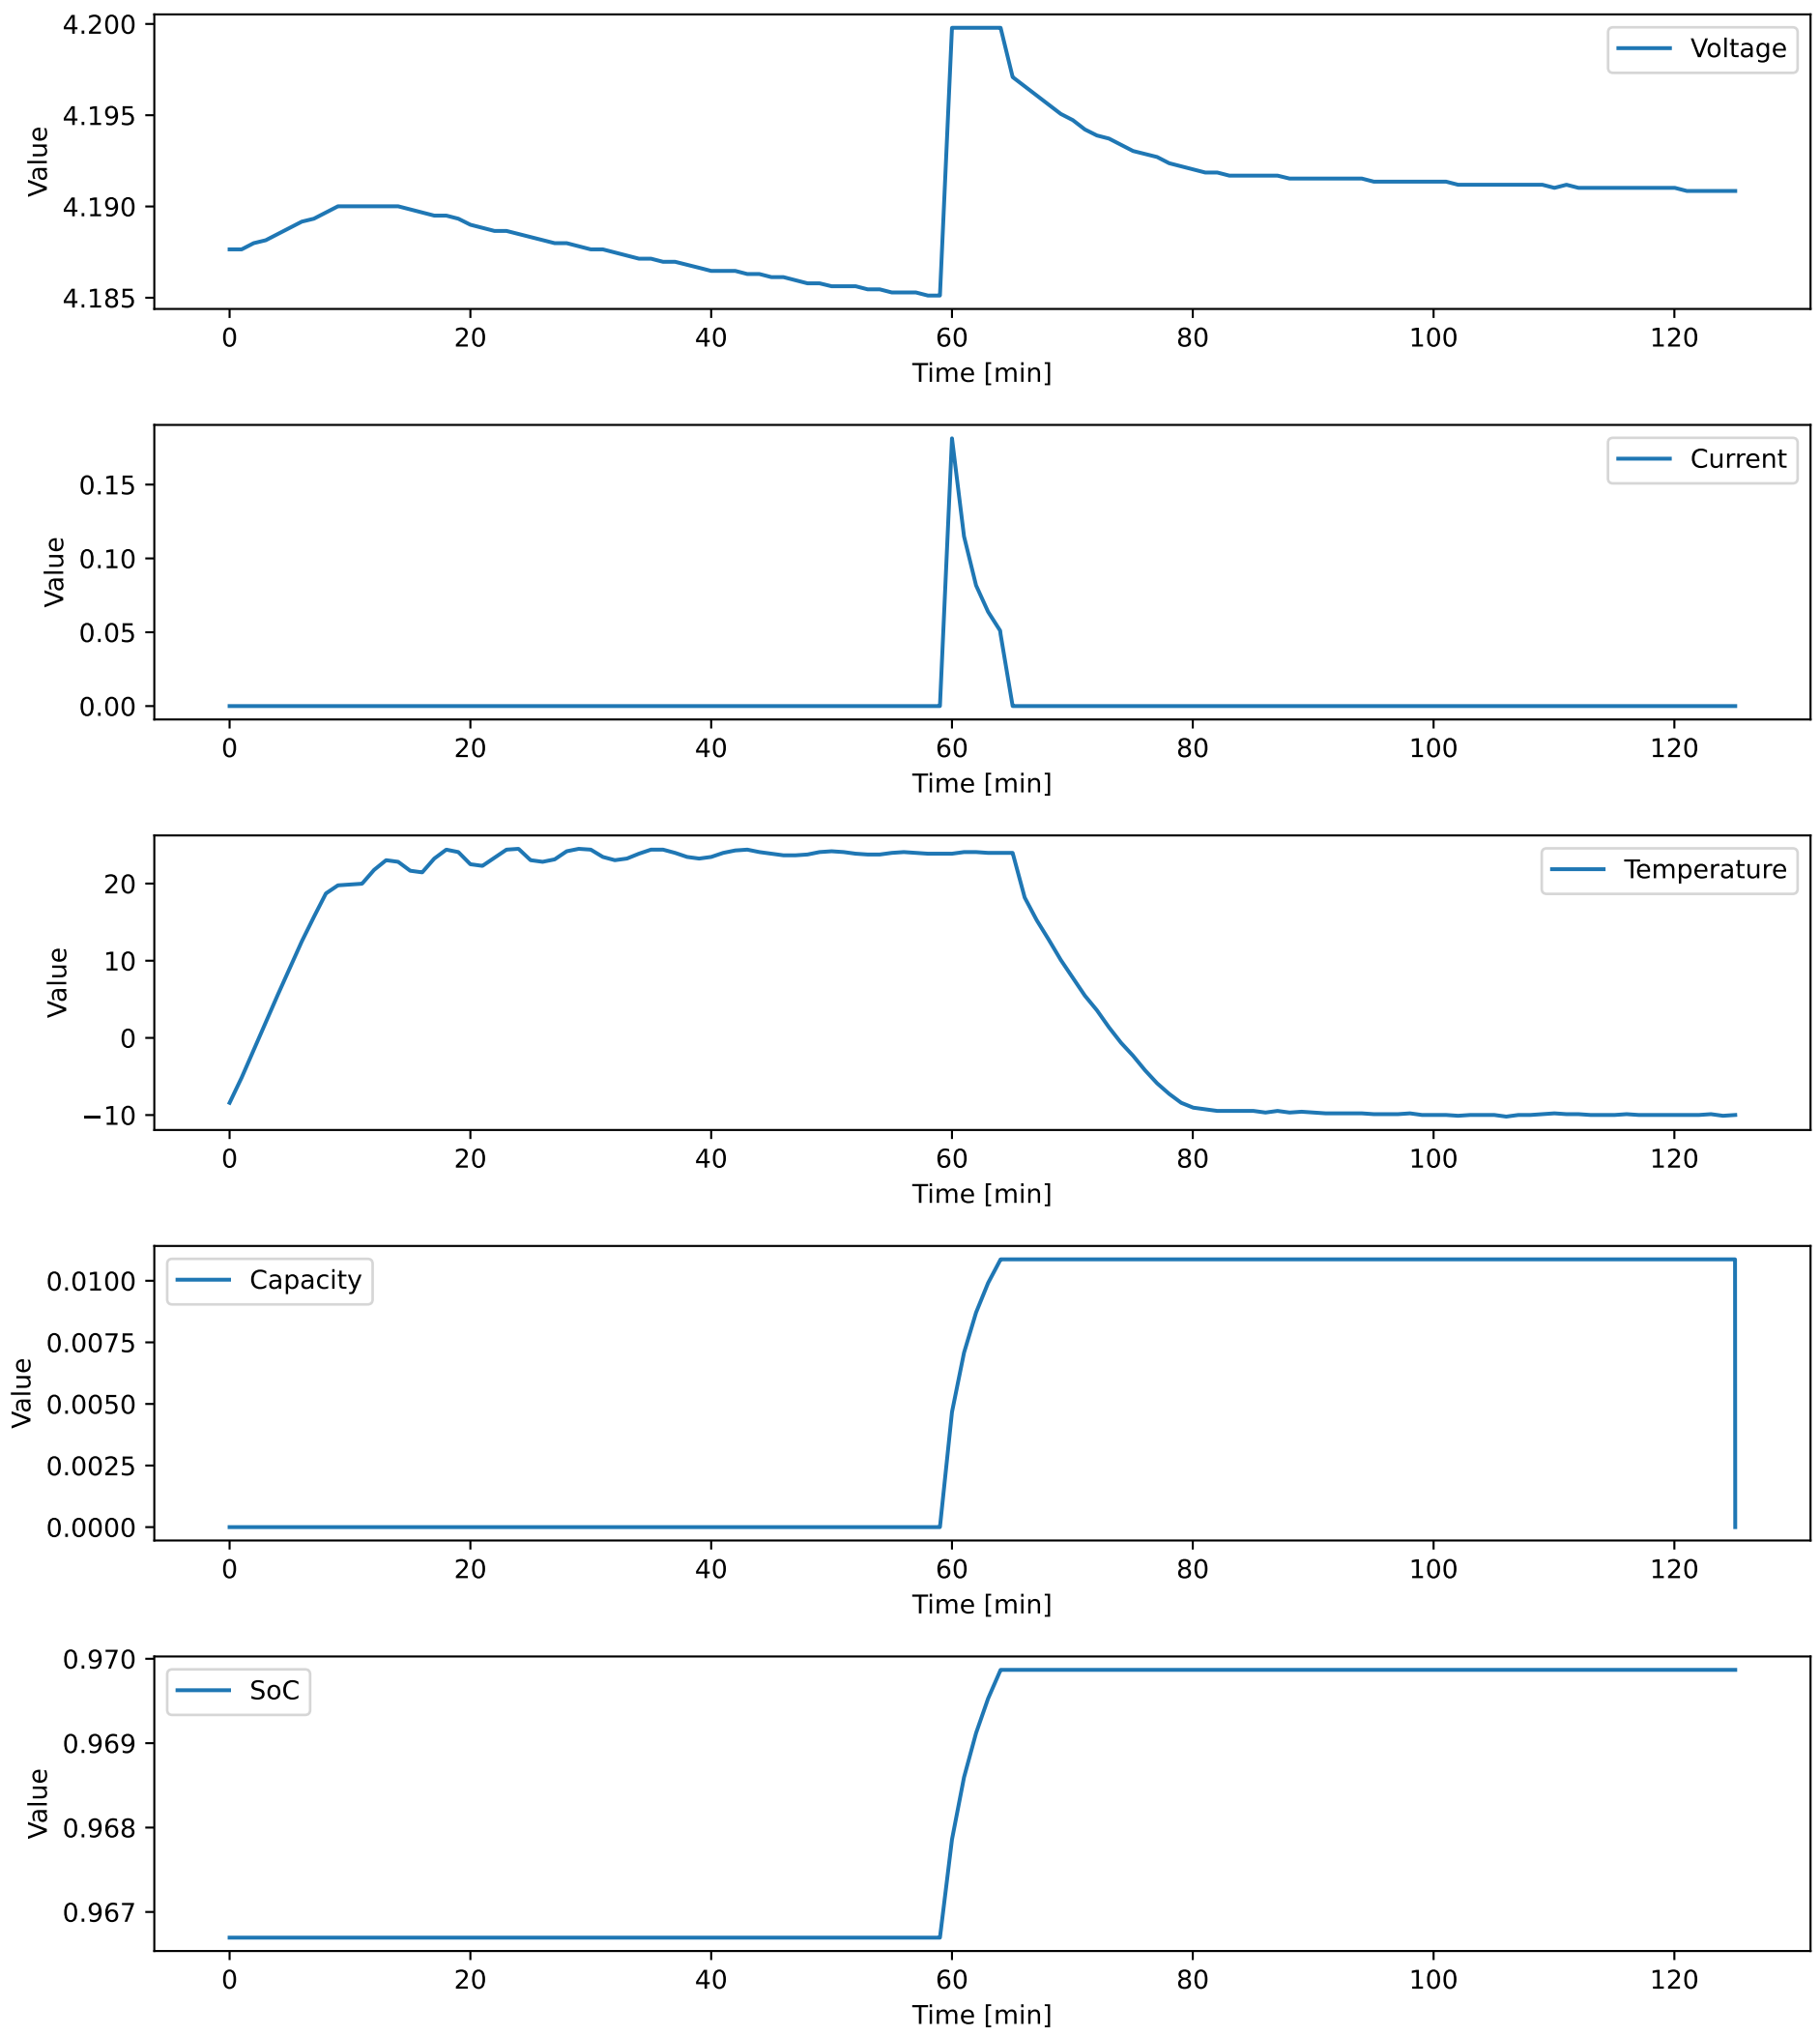 4.200
4.195
4.190
4.185
Value
Voltage
0 20 40 60 80 100 120
Time [min]
0.15
0.10
0.05
0.00
Value
Current
0 20 40 60 80 100 120
Time [min]
20
10
0
−10
Value
Temperature
0 20 40 60 80 100 120
Time [min]
0.0100
0.0075
0.0050
0.0025
0.0000
Value
Capacity
0 20 40 60 80 100 120
Time [min]
0.970
0.969
0.968
0.967
Value
SoC
0 20 40 60 80 100 120
Time [min]